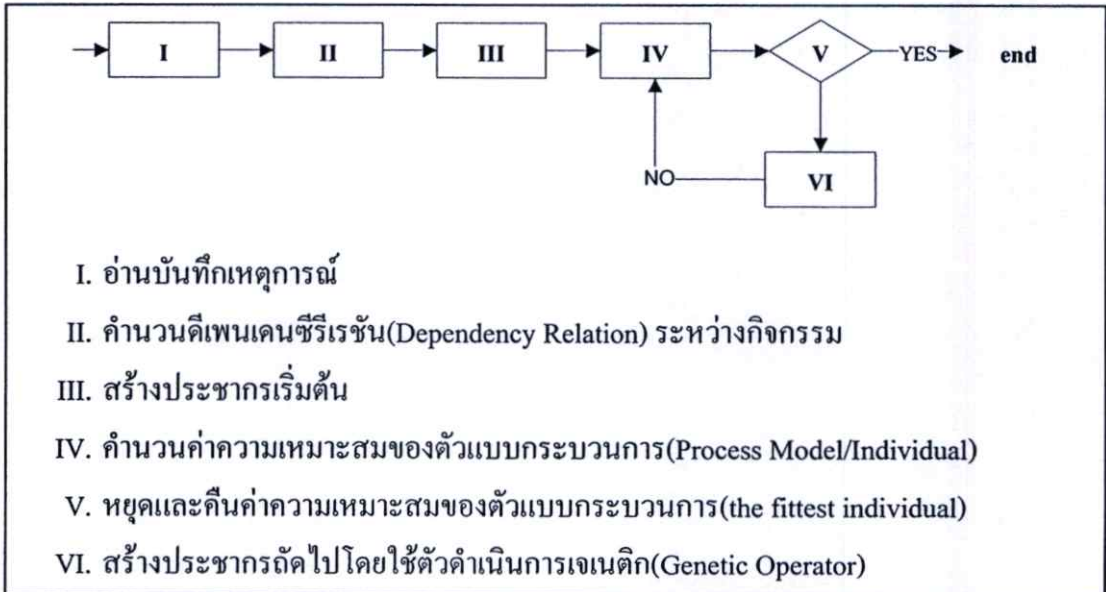 I II III IV V YES end
NO VI
I. อ่านบันทึกเหตุการณ์
II. คำนวนดีเพนเดนซีรีเรชัน(Dependency Relation) ระหว่างกิจกรรม
III. สร้างประชากรเริ่มต้น
IV. คำนวนค่าความเหมาะสมของตัวแบบกระบวนการ(Process Model/Individual)
V. หยุดและคืนค่าความเหมาะสมของตัวแบบกระบวนการ(the fittest individual)
VI. สร้างประชากรถัดไปโดยใช้ตัวดำเนินการเจเนติก(Genetic Operator)